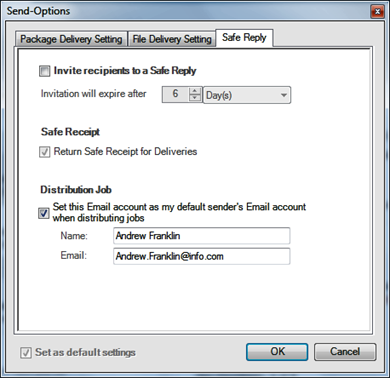 Send-Options
Package Delivery Setting File Delivery Setting Safe Reply
Invite recipients to a Safe Reply
Invitation will expire after 6 Day(s)
Safe Receipt
Return Safe Receipt for Deliveries
Distribution Job
Set this Email account as my default sender's Email account
when distributing jobs
Name: Andrew Franklin
Email: Andrew.Franklin@info.com
Set as default settings OK Cancel